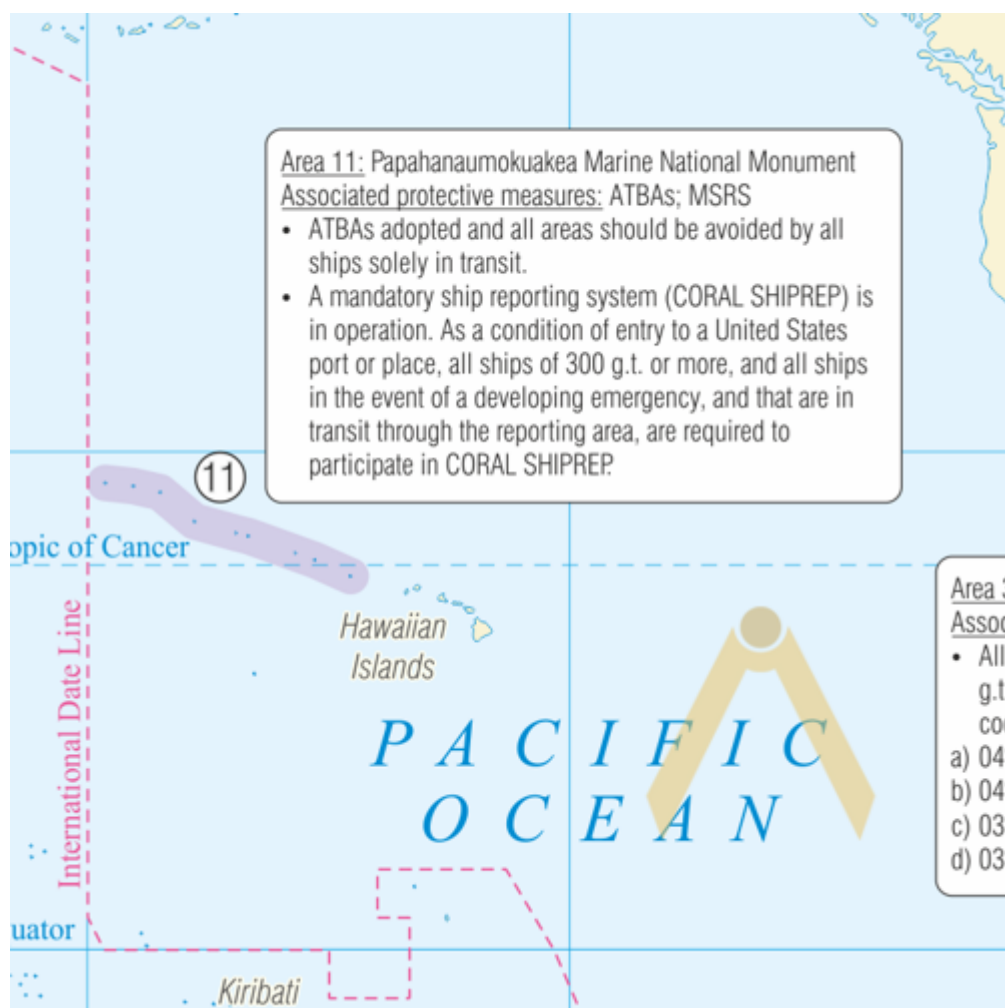 Area 11: Papahanaumokuakea Marine National Monument
Associated protective measures: ATBAs; MSRS
• ATBAs adopted and all areas should be avoided by all
ships solely in transit.
• A mandatory ship reporting system (CORAL SHIPREP) is
in operation. As a condition of entry to a United States
port or place, all ships of 300 g.t. or more, and all ships
in the event of a developing emergency, and that are in
transit through the reporting area, are required to
participate in CORAL SHIPREP.
11
opic of Cancer
International Date Line
Hawaiian
Islands
PACIFIC
OCEAN
Area 3
Assoc
• All
g.t
co
a) 04
b) 04
c) 03
d) 03
uator
Kiribati